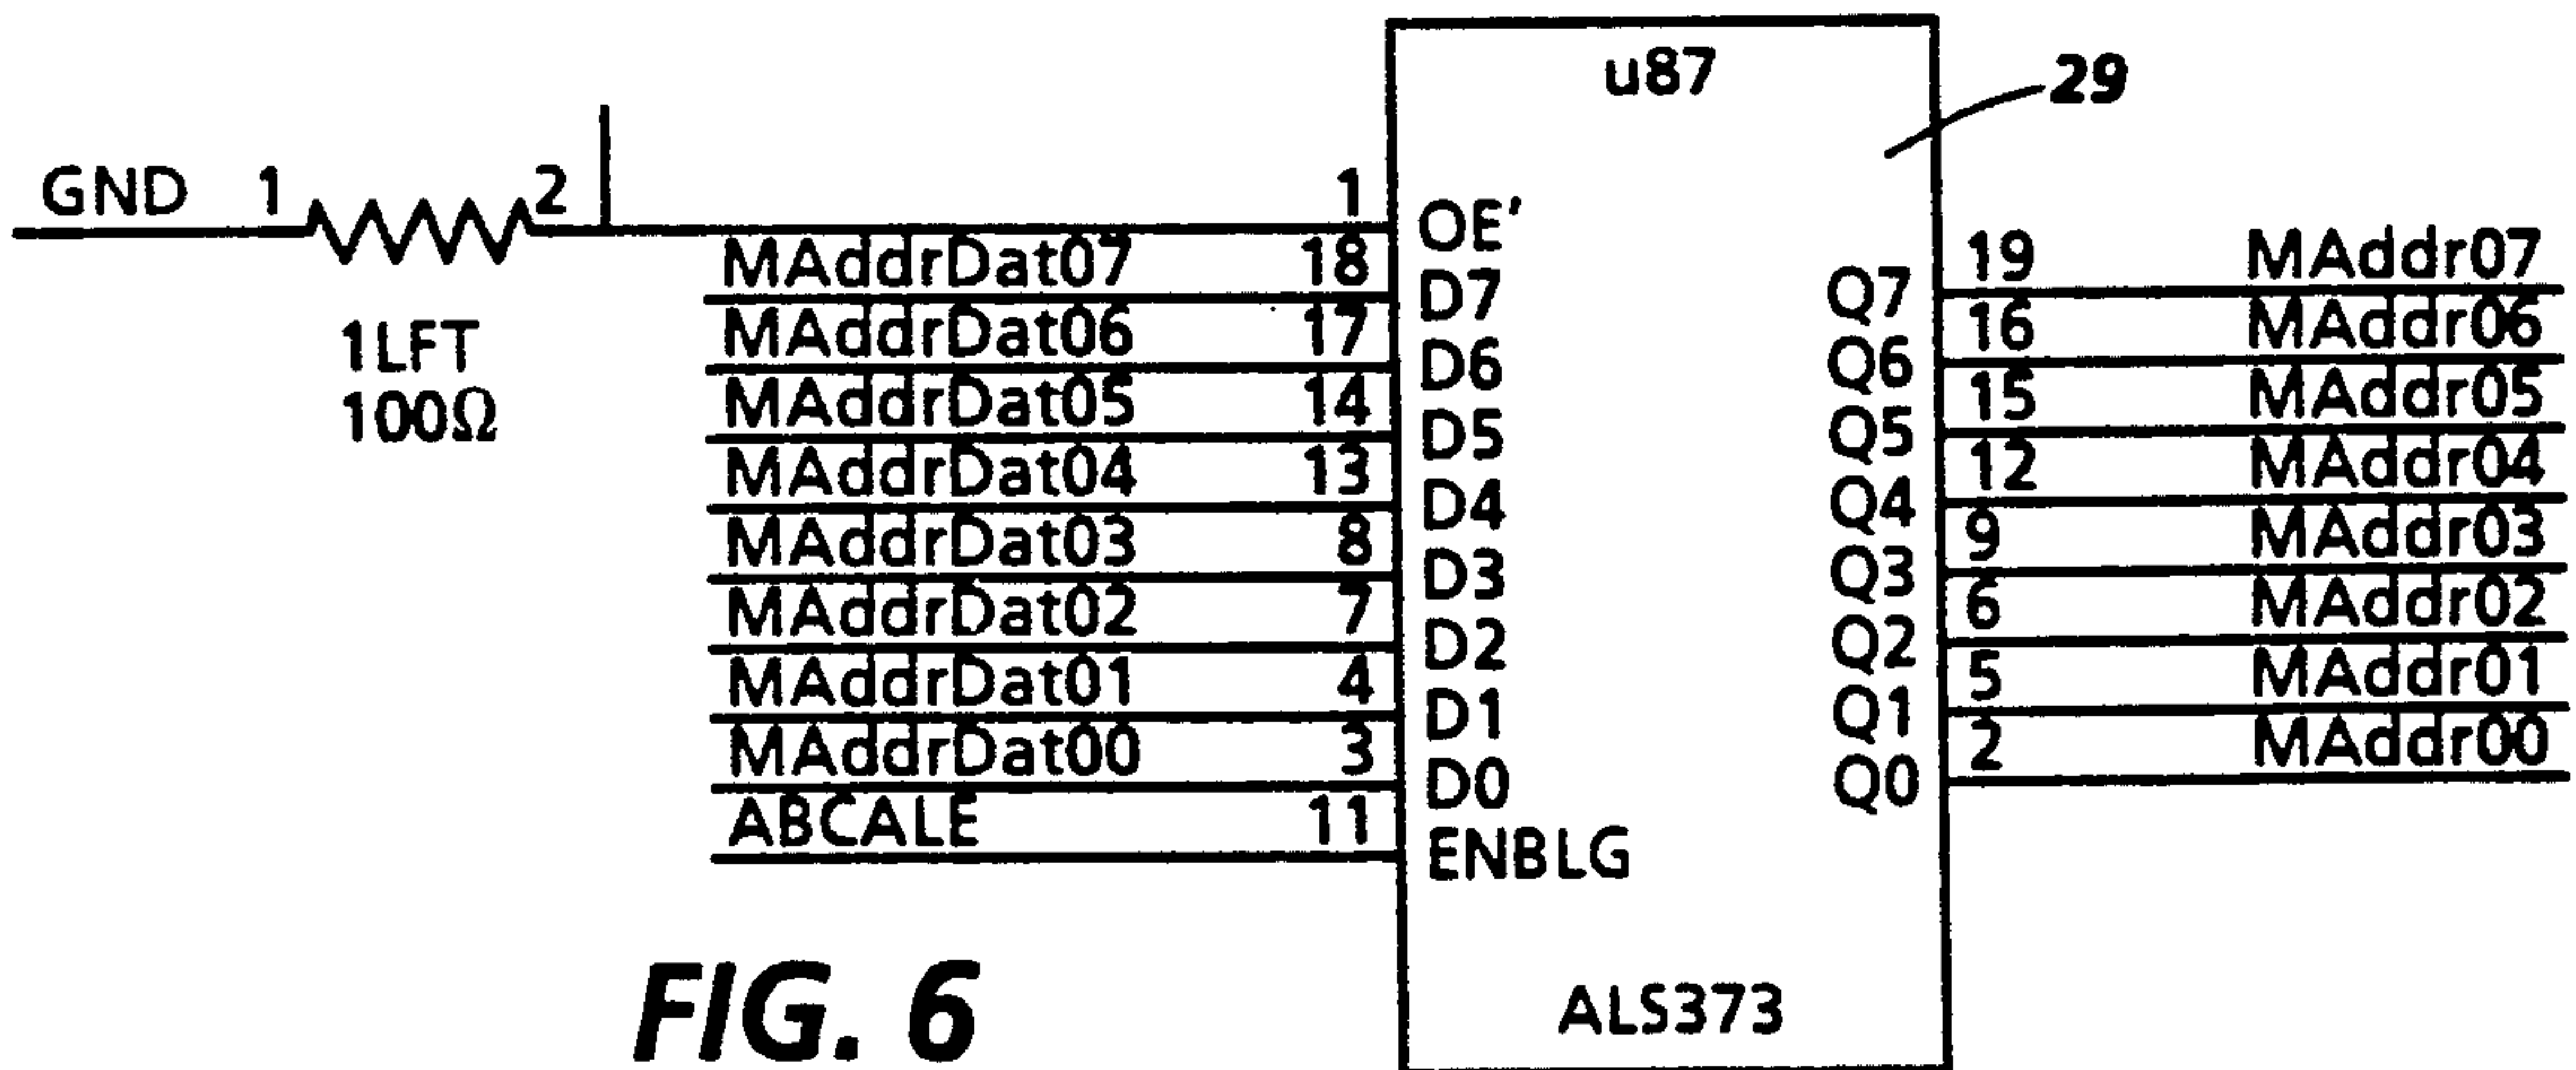 u87
29
GND 1 2 1 OE'
MAddrDat07 18 D7 Q7 19 MAddr07
1LFT MAddrDat06 17 D6 Q6 16 MAddr06
100Ω MAddrDat05 14 D5 Q5 15 MAddr05
MAddrDat04 13 D4 Q4 12 MAddr04
MAddrDat03 8 D3 Q3 9 MAddr03
MAddrDat02 7 D2 Q2 6 MAddr02
MAddrDat01 4 D1 Q1 5 MAddr01
MAddrDat00 3 D0 Q0 2 MAddr00
ABCALE 11 ENBLG
ALS373
FIG. 6